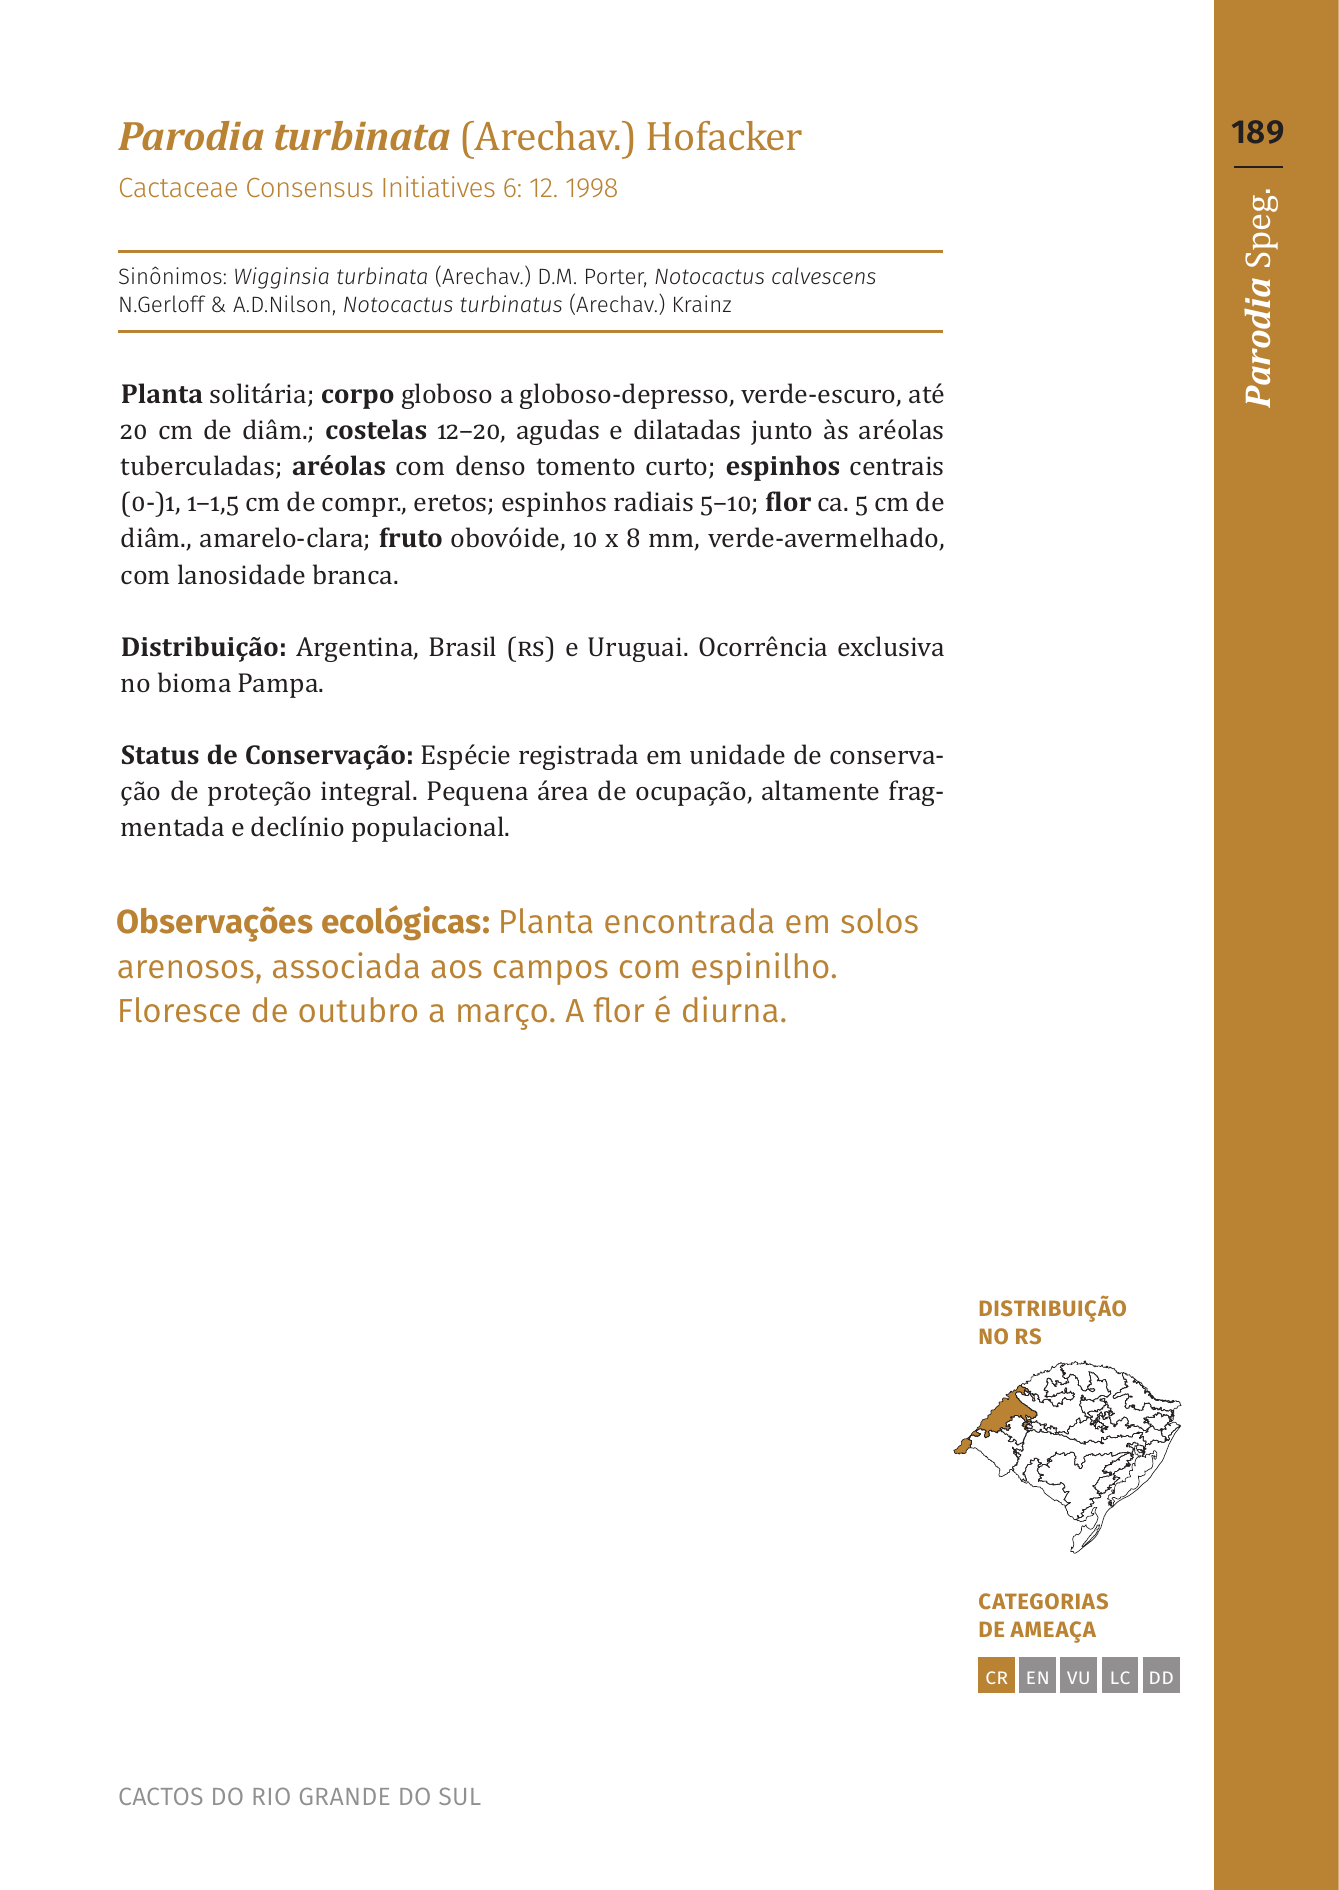 Parodia turbinata (Arechav.) Hofacker
Cactaceae Consensus Initiatives 6: 12. 1998
Sinônimos: Wigginsia turbinata (Arechav.) D.M. Porter, Notocactus calvescens
N.Gerloff & A.D.Nilson, Notocactus turbinatus (Arechav.) Krainz
Planta solitária; corpo globoso a globoso-depresso, verde-escuro, até
20 cm de diâm.; costelas 12–20, agudas e dilatadas junto às aréolas
tuberculadas; aréolas com denso tomento curto; espinhos centrais
(0-)1, 1–1,5 cm de compr., eretos; espinhos radiais 5–10; flor ca. 5 cm de
diâm., amarelo-clara; fruto obovóide, 10 x 8 mm, verde-avermelhado,
com lanosidade branca.
Distribuição: Argentina, Brasil (RS) e Uruguai. Ocorrência exclusiva
no bioma Pampa.
Status de Conservação: Espécie registrada em unidade de conserva-
ção de proteção integral. Pequena área de ocupação, altamente frag-
mentada e declínio populacional.
Observações ecológicas: Planta encontrada em solos
arenosos, associada aos campos com espinilho.
Floresce de outubro a março. A flor é diurna.
DISTRIBUIÇÃO
NO RS
CATEGORIAS
DE AMEAÇA
CR EN VU LC DD
CACTOS DO RIO GRANDE DO SUL
189
Parodia Speg.